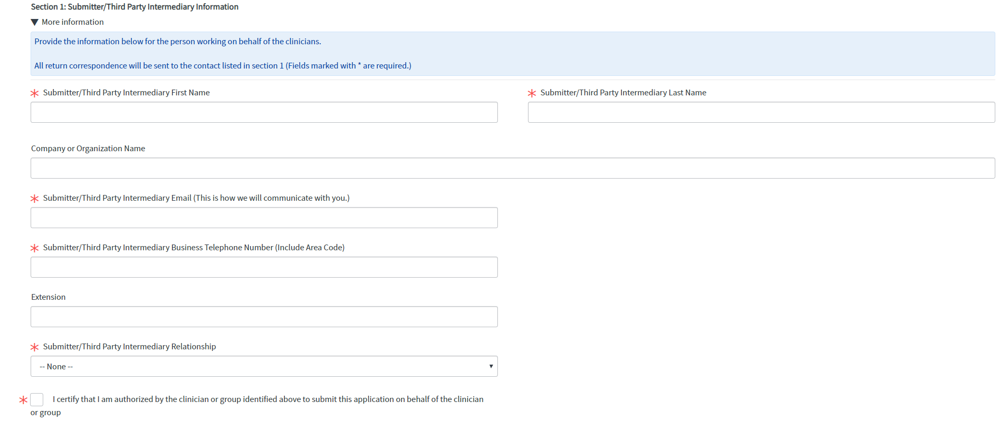 Section 1: Submitter/Third Party Intermediary Information
▼ More information
Provide the information below for the person working on behalf of the clinicians.
All return correspondence will be sent to the contact listed in section 1 (Fields marked with * are required.)
* Submitter/Third Party Intermediary First Name
* Submitter/Third Party Intermediary Last Name
Company or Organization Name
* Submitter/Third Party Intermediary Email (This is how we will communicate with you.)
* Submitter/Third Party Intermediary Business Telephone Number (Include Area Code)
Extension
* Submitter/Third Party Intermediary Relationship
-- None --
* I certify that I am authorized by the clinician or group identified above to submit this application on behalf of the clinician
or group